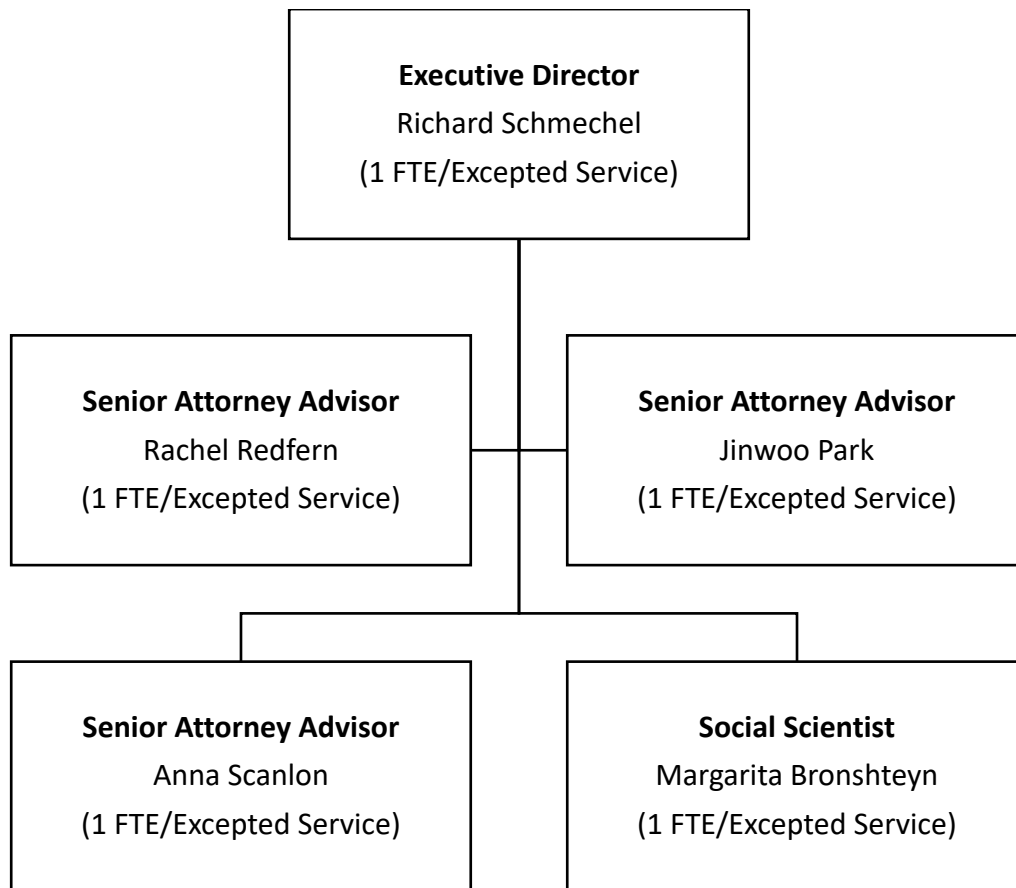 Executive Director
Richard Schmechel
(1 FTE/Excepted Service)
Senior Attorney Advisor
Rachel Redfern
(1 FTE/Excepted Service)
Senior Attorney Advisor
Jinwoo Park
(1 FTE/Excepted Service)
Senior Attorney Advisor
Anna Scanlon
(1 FTE/Excepted Service)
Social Scientist
Margarita Bronshteyn
(1 FTE/Excepted Service)